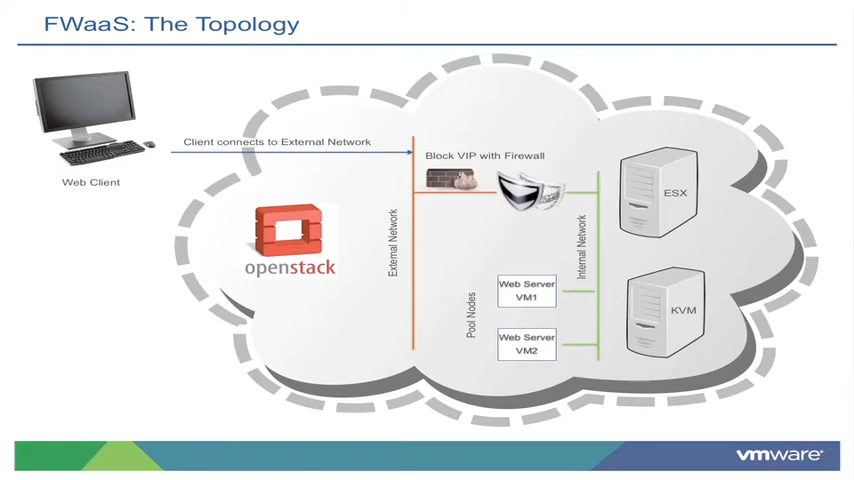 FWaaS: The Topology
Client connects to External Network
Block VIP with Firewall
Web Client
ESX
External Network
Internal Network
openstack
Web Server
VM1
Pool Nodes
KVM
Web Server
VM2
vmware